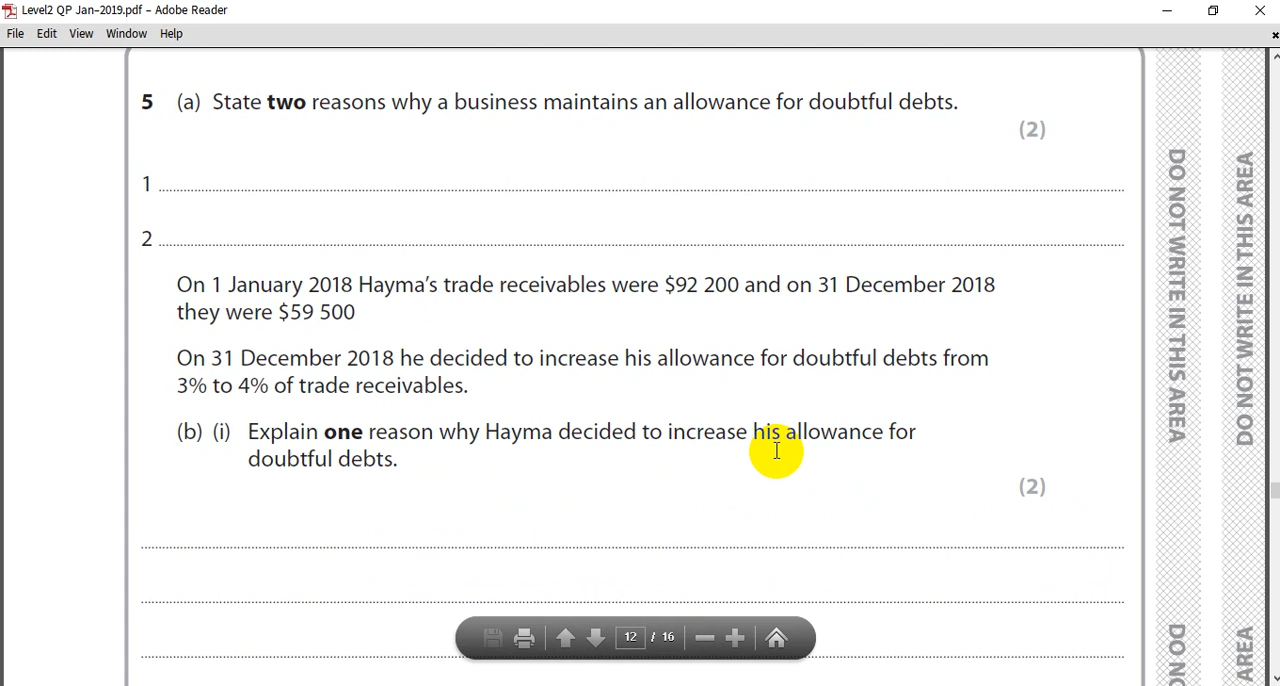 Level2 QP Jan-2019.pdf - Adobe Reader
File Edit View Window Help
5 (a) State two reasons why a business maintains an allowance for doubtful debts.
(2)
1
2
On 1 January 2018 Hayma's trade receivables were $92 200 and on 31 December 2018
they were $59 500
On 31 December 2018 he decided to increase his allowance for doubtful debts from
3% to 4% of trade receivables.
(b) (i) Explain one reason why Hayma decided to increase his allowance for
doubtful debts.
(2)
12 / 16
DO NOT WRITE IN THIS AREA
DO NOT WRITE IN THIS AREA
DO NO
AREA